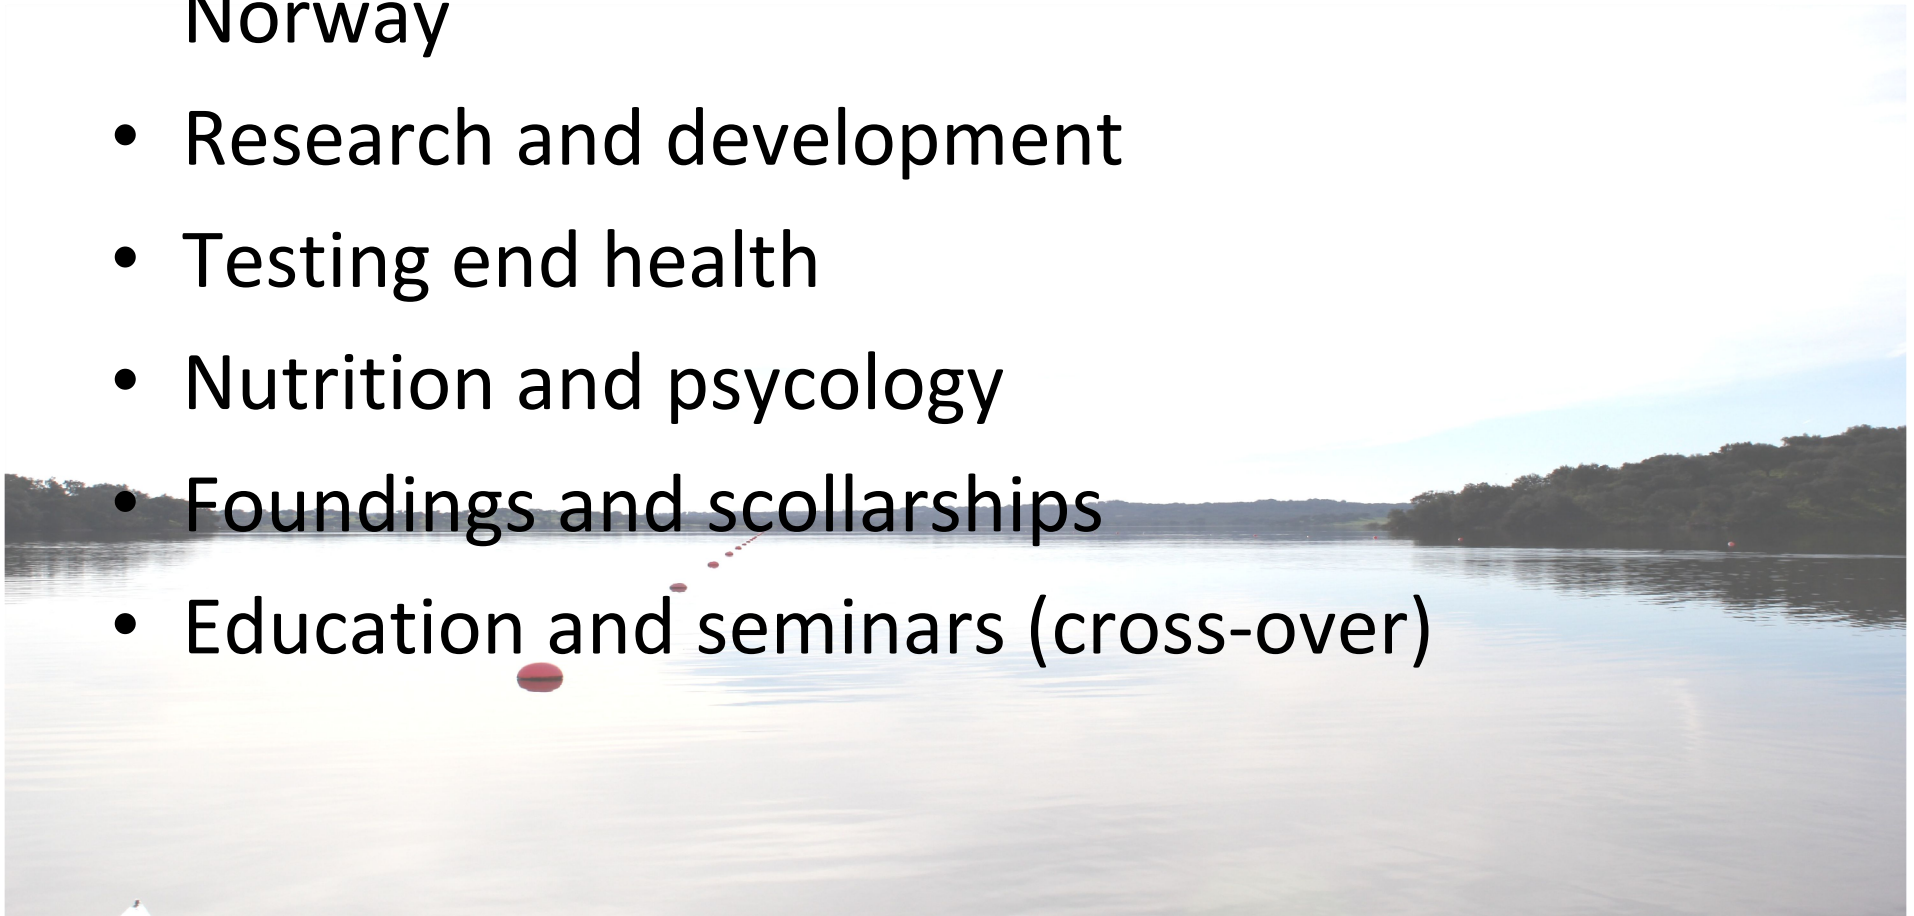 Norway
• Research and development
• Testing end health
• Nutrition and psycology
• Foundings and scollarships
• Education and seminars (cross-over)